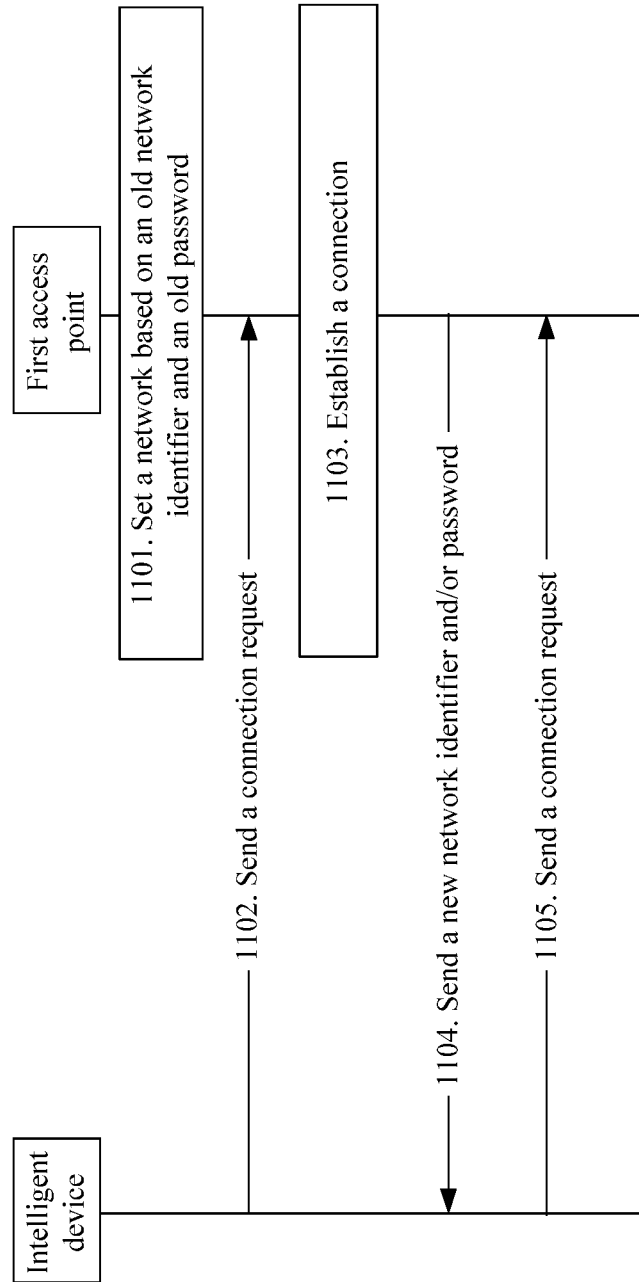 Intelligent
device
First access
point
1101. Set a network based on an old network
identifier and an old password
1102. Send a connection request
1103. Establish a connection
1104. Send a new network identifier and/or password
1105. Send a connection request